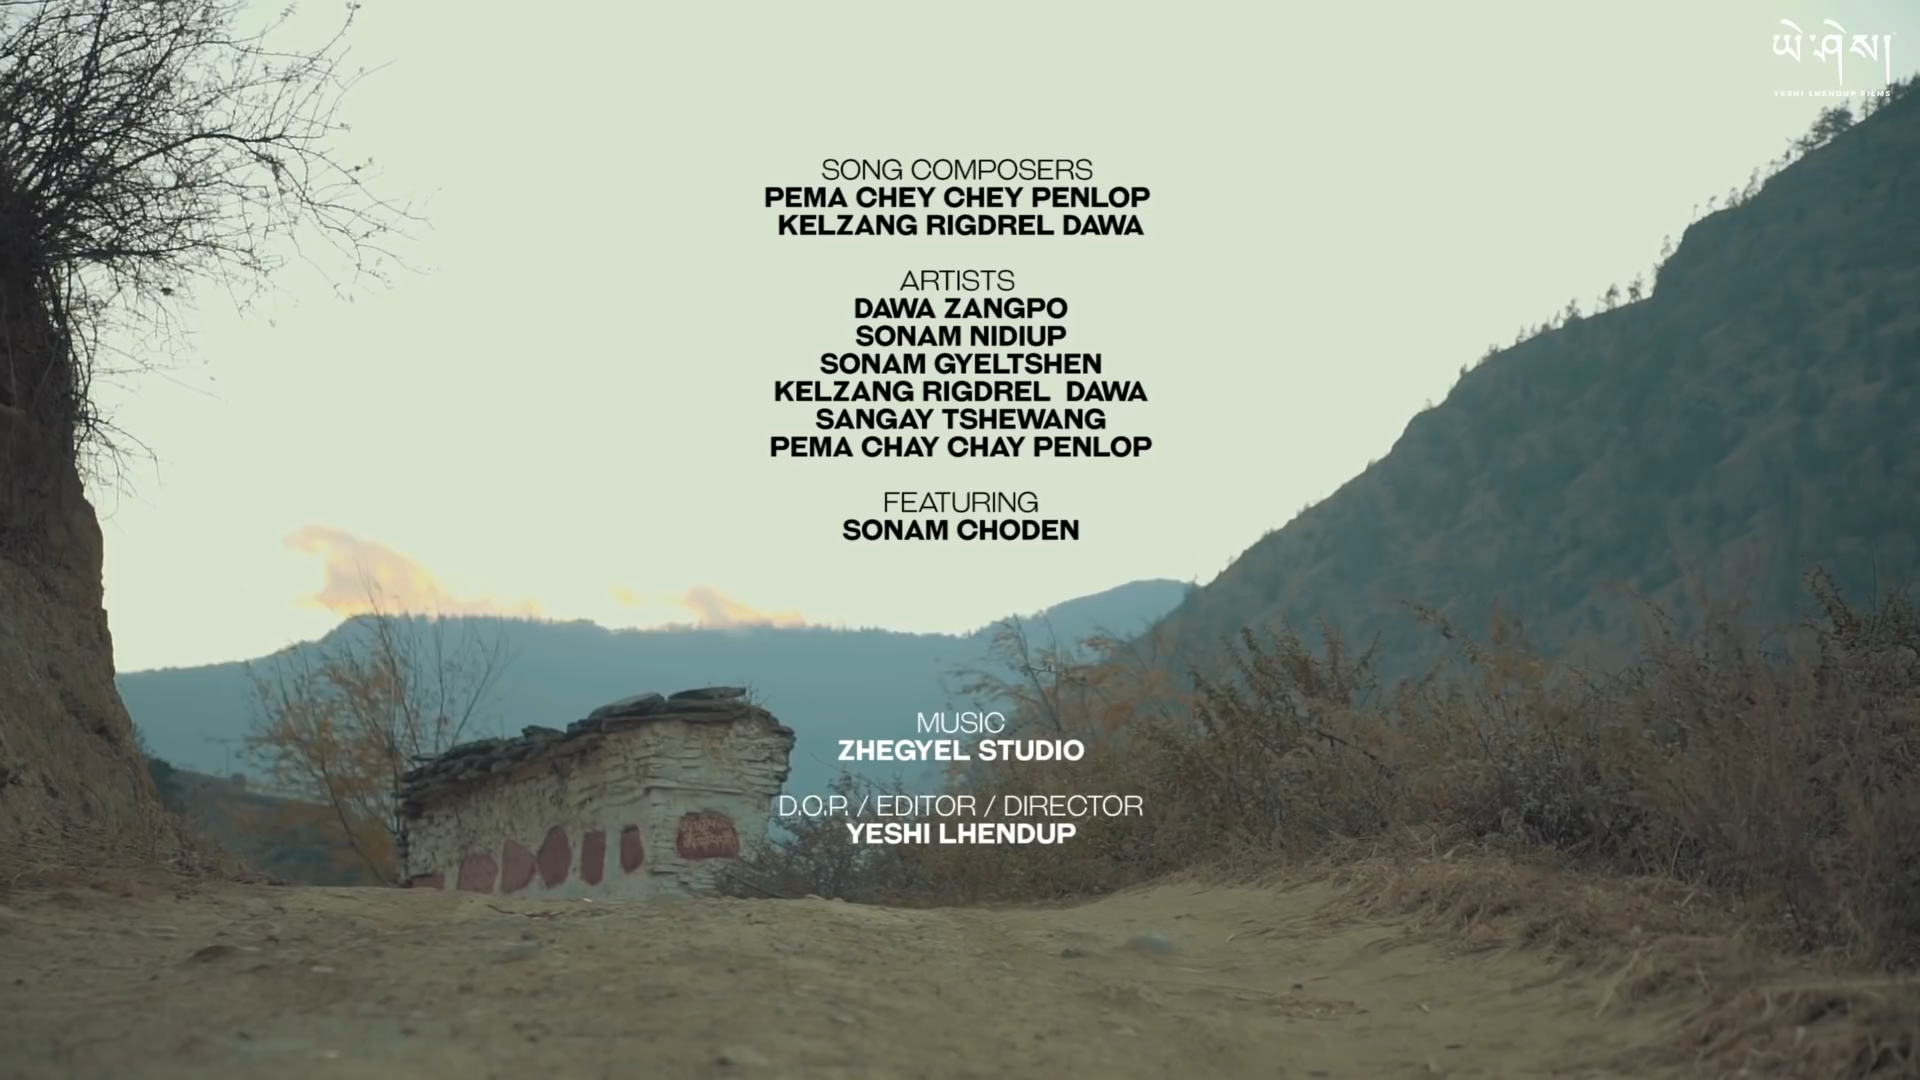 ཡེ་ཤེས།
YESHI LHENDUP FILMS
SONG COMPOSERS
PEMA CHEY CHEY PENLOP
KELZANG RIGDREL DAWA
ARTISTS
DAWA ZANGPO
SONAM NIDIUP
SONAM GYELTSHEN
KELZANG RIGDREL DAWA
SANGAY TSHEWANG
PEMA CHAY CHAY PENLOP
FEATURING
SONAM CHODEN
MUSIC
ZHEGYEL STUDIO
D.O.P. / EDITOR / DIRECTOR
YESHI LHENDUP